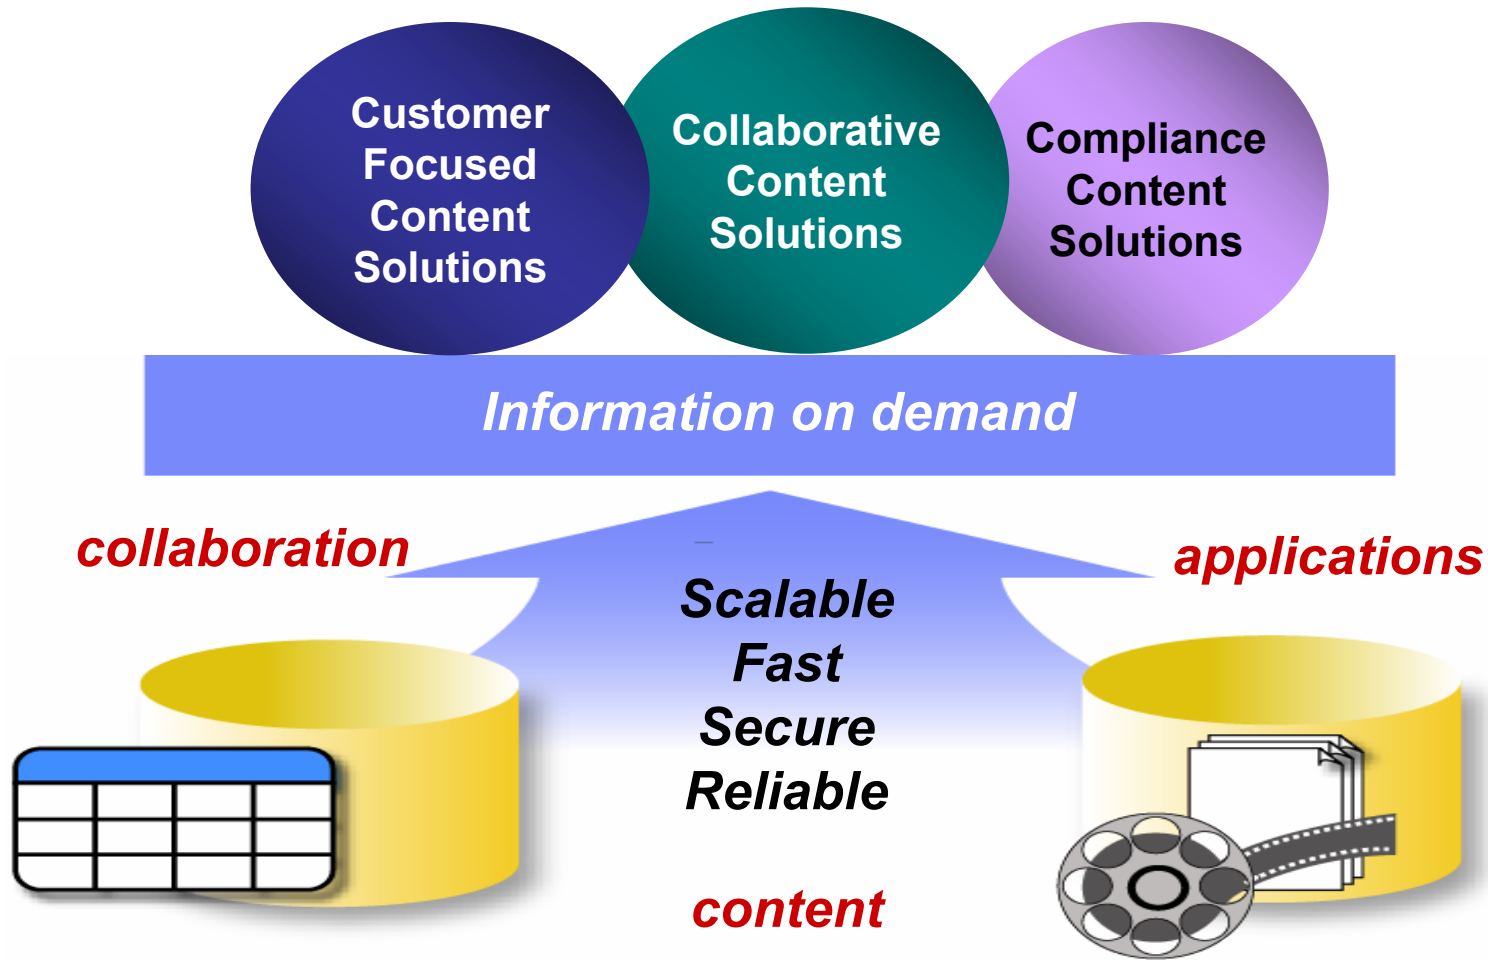 Customer
Focused
Content
Solutions
Collaborative
Content
Solutions
Compliance
Content
Solutions
Information on demand
collaboration
applications
Scalable
Fast
Secure
Reliable
content